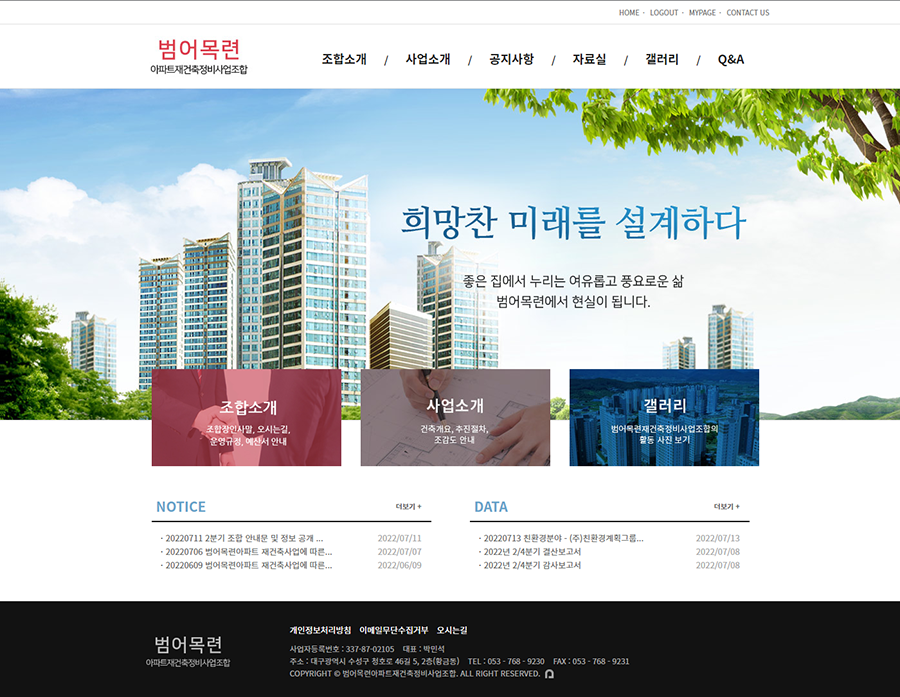 HOME · LOGOUT · MYPAGE · CONTACT US
범어목련
아파트재건축정비사업조합
조합소개 / 사업소개 / 공지사항 / 자료실 / 갤러리 / Q&A
희망찬 미래를 설계하다
좋은 집에서 누리는 여유롭고 풍요로운 삶
범어목련에서 현실이 됩니다.
조합소개
조합장인사말, 오시는길,
운영규정, 예산서 안내
사업소개
건축개요, 추진절차,
조감도 안내
갤러리
범어목련재건축정비사업조합의
활동 사진 보기
NOTICE 더보기 +
· 20220711 2분기 조합 안내문 및 정보 공개 ... 2022/07/11
· 20220706 범어목련아파트 재건축사업에 따른... 2022/07/07
· 20220609 범어목련아파트 재건축사업에 따른... 2022/06/09
DATA 더보기 +
· 20220713 친환경분야 - (주)친환경계획그룹... 2022/07/13
· 2022년 2/4분기 결산보고서 2022/07/08
· 2022년 2/4분기 감사보고서 2022/07/08
범어목련
아파트재건축정비사업조합
개인정보처리방침 이메일무단수집거부 오시는길
사업자등록번호 : 337-87-02105 대표 : 박민석
주소 : 대구광역시 수성구 청호로 46길 5, 2층(황금동) TEL : 053 - 768 - 9230 FAX : 053 - 768 - 9231
COPYRIGHT © 범어목련아파트재건축정비사업조합. ALL RIGHT RESERVED.